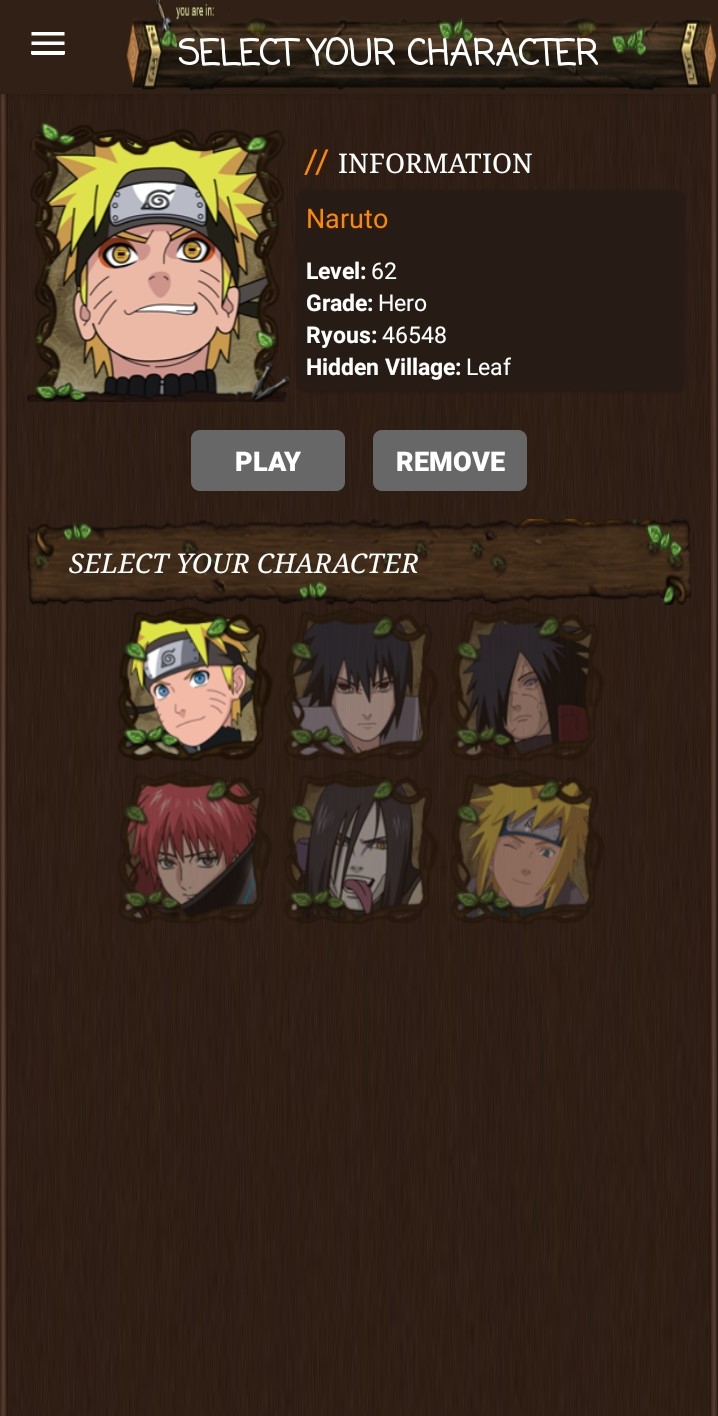 you are in:
SELECT YOUR CHARACTER
// INFORMATION
Naruto
Level: 62
Grade: Hero
Ryous: 46548
Hidden Village: Leaf
PLAY
REMOVE
SELECT YOUR CHARACTER